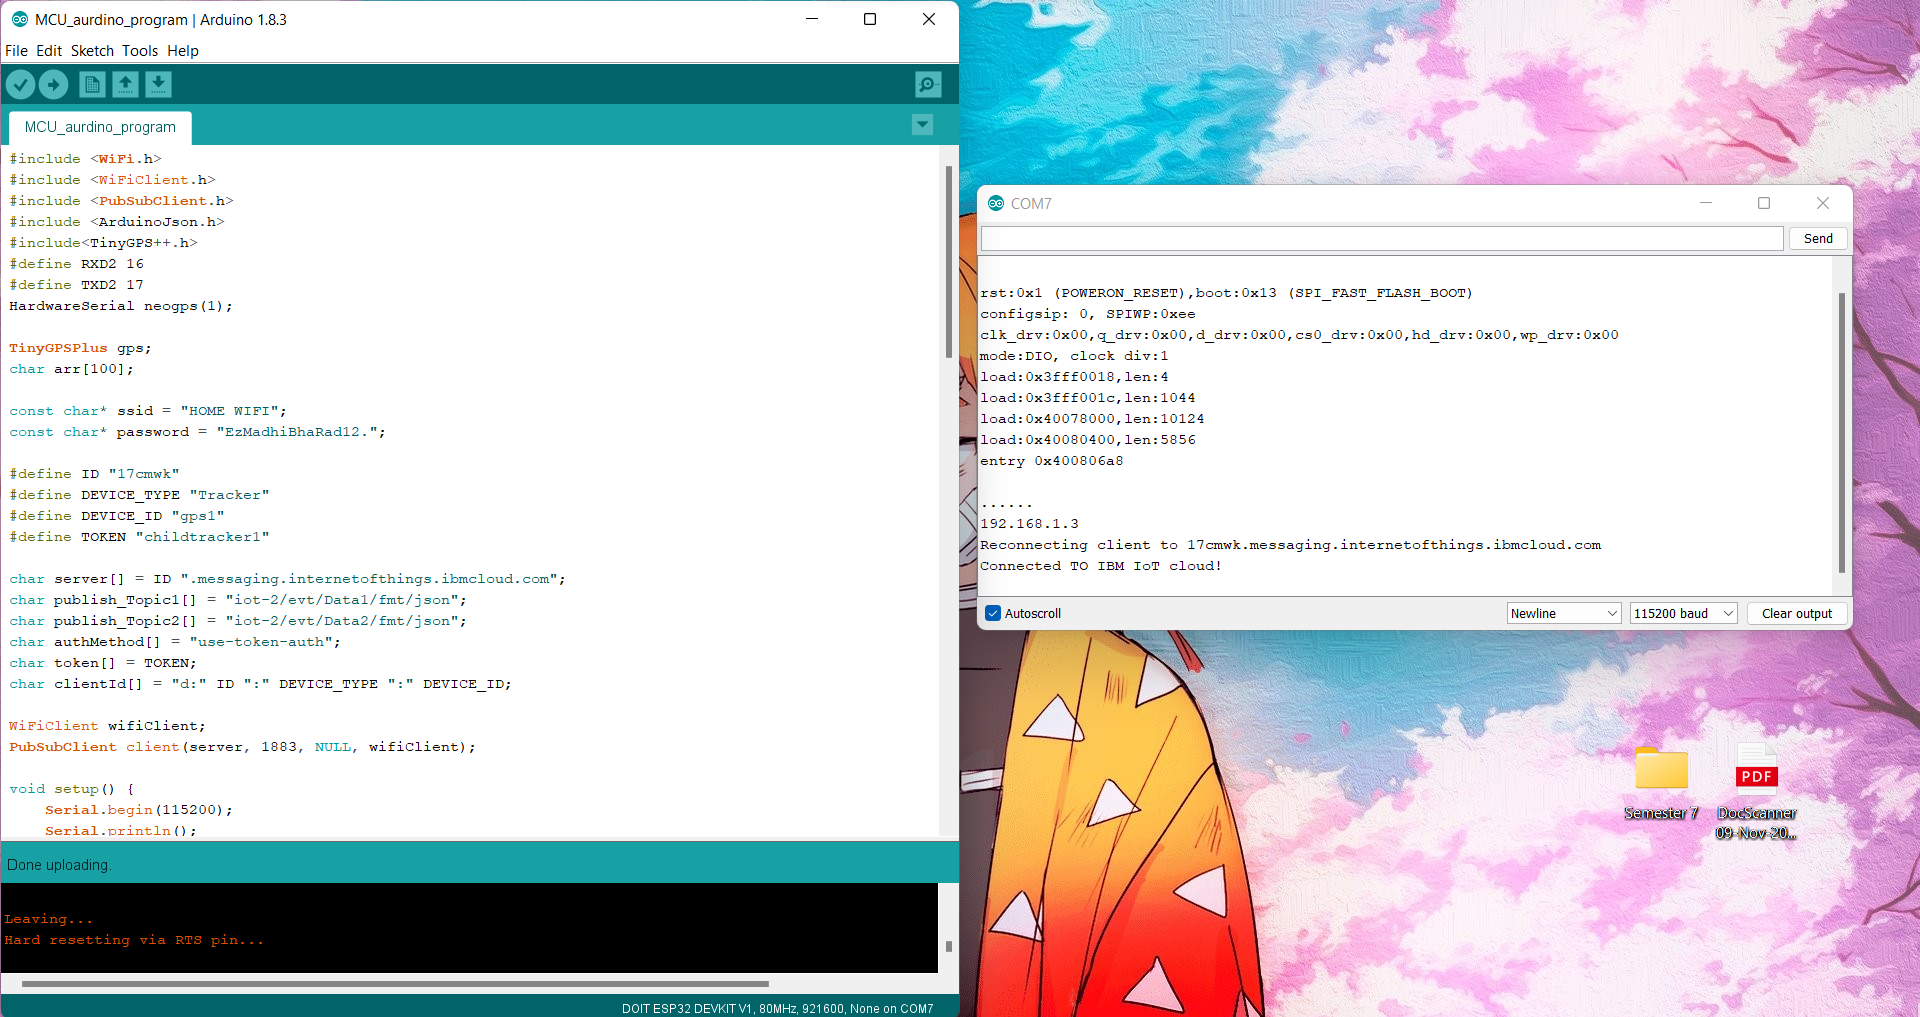 MCU_aurdino_program | Arduino 1.8.3
File Edit Sketch Tools Help
MCU_aurdino_program
#include <WiFi.h>
#include <WiFiClient.h>
#include <PubSubClient.h>
#include <ArduinoJson.h>
#include<TinyGPS++.h>
#define RXD2 16
#define TXD2 17
HardwareSerial neogps(1);
TinyGPSPlus gps;
char arr[100];
const char* ssid = "HOME WIFI";
const char* password = "EzMadhiBhaRad12.";
#define ID "17cmwk"
#define DEVICE_TYPE "Tracker"
#define DEVICE_ID "gps1"
#define TOKEN "childtracker1"
char server[] = ID ".messaging.internetofthings.ibmcloud.com";
char publish_Topic1[] = "iot-2/evt/Data1/fmt/json";
char publish_Topic2[] = "iot-2/evt/Data2/fmt/json";
char authMethod[] = "use-token-auth";
char token[] = TOKEN;
char clientId[] = "d:" ID ":" DEVICE_TYPE ":" DEVICE_ID;
WiFiClient wifiClient;
PubSubClient client(server, 1883, NULL, wifiClient);
void setup() {
Serial.begin(115200);
Serial.println();
Done uploading.
Leaving...
Hard resetting via RTS pin...
DOIT ESP32 DEVKIT V1, 80MHz, 921600, None on COM7
COM7
Send
rst:0x1 (POWERON_RESET),boot:0x13 (SPI_FAST_FLASH_BOOT)
configsip: 0, SPIWP:0xee
clk_drv:0x00,q_drv:0x00,d_drv:0x00,cs0_drv:0x00,hd_drv:0x00,wp_drv:0x00
mode:DIO, clock div:1
load:0x3fff0018,len:4
load:0x3fff001c,len:1044
load:0x40078000,len:10124
load:0x40080400,len:5856
entry 0x400806a8
......
192.168.1.3
Reconnecting client to 17cmwk.messaging.internetofthings.ibmcloud.com
Connected TO IBM IoT cloud!
Autoscroll
Newline
115200 baud
Clear output
PDF
Semester 7
DocScanner
09-Nov-20...